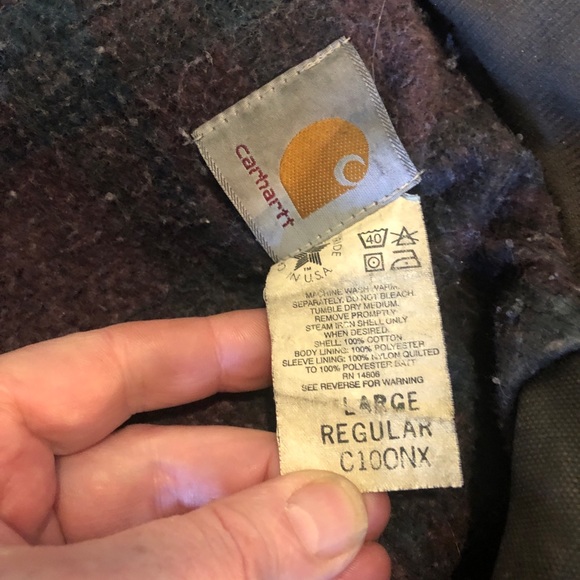 carhartt
CRAFTED
IN U.S.A.
™
40
MACHINE WASH WARM
SEPARATELY. DO NOT BLEACH.
TUMBLE DRY MEDIUM.
REMOVE PROMPTLY.
STEAM IRON SHELL ONLY
WHEN DESIRED.
SHELL 100% COTTON
BODY LINING: 100% POLYESTER
SLEEVE LINING: 100% NYLON QUILTED
TO 100% POLYESTER BATT
RN 14806
SEE REVERSE FOR WARNING
LARGE
REGULAR
C100NX